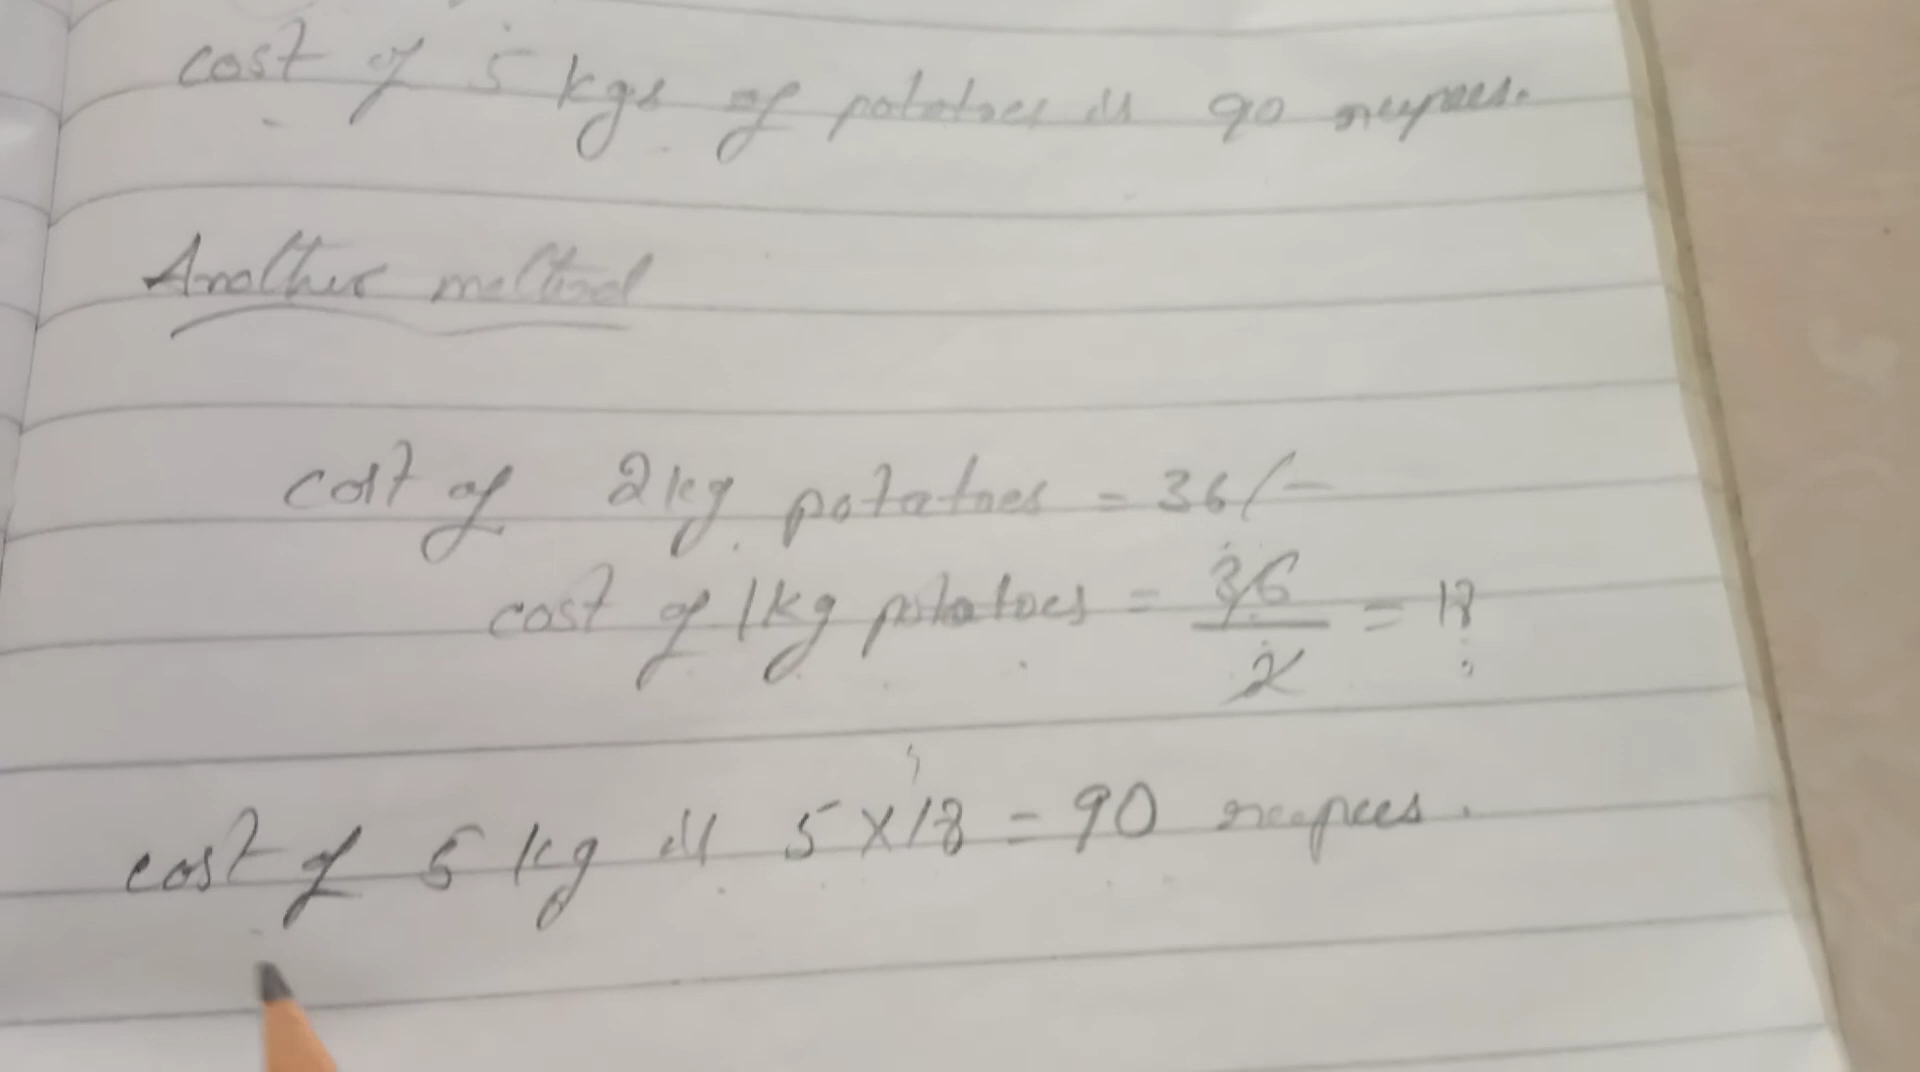 cost of 5 kgs of potatoes is 90 rupees.
Another method
cost of 2kg potatoes = 36/-
cost of 1kg potatoes = 36/2 = 18
cost of 5 kg is 5 x 18 = 90 rupees.